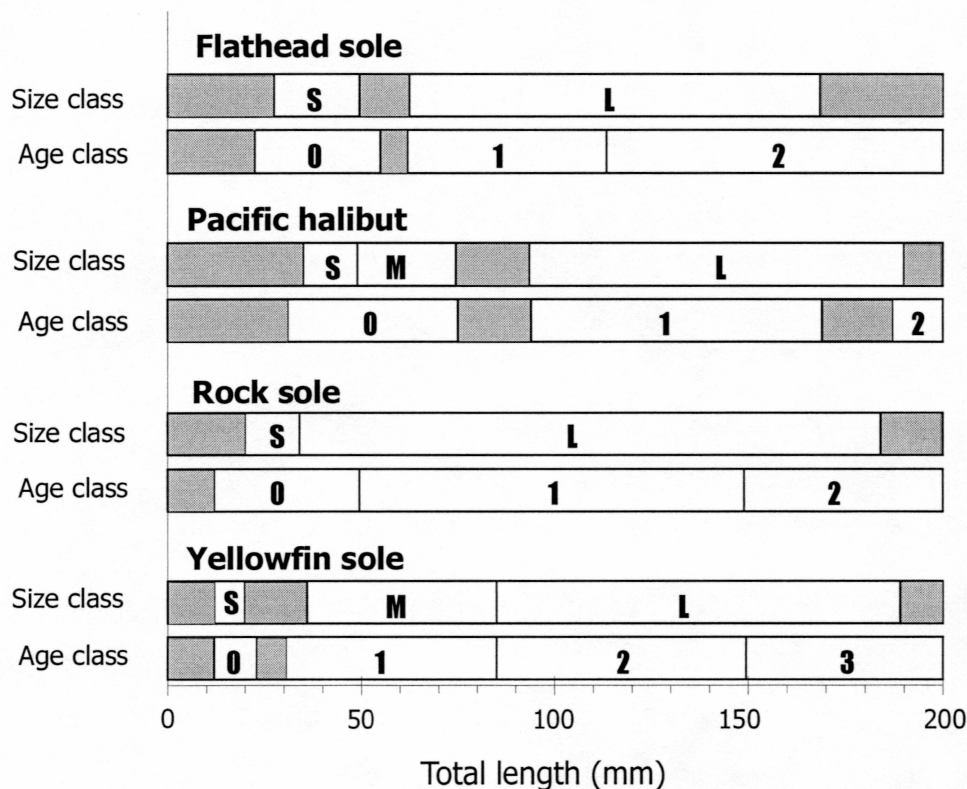 Flathead sole
Size class S L
Age class 0 1 2
Pacific halibut
Size class S M L
Age class 0 1 2
Rock sole
Size class S L
Age class 0 1 2
Yellowfin sole
Size class S M L
Age class 0 1 2 3
0 50 100 150 200
Total length (mm)